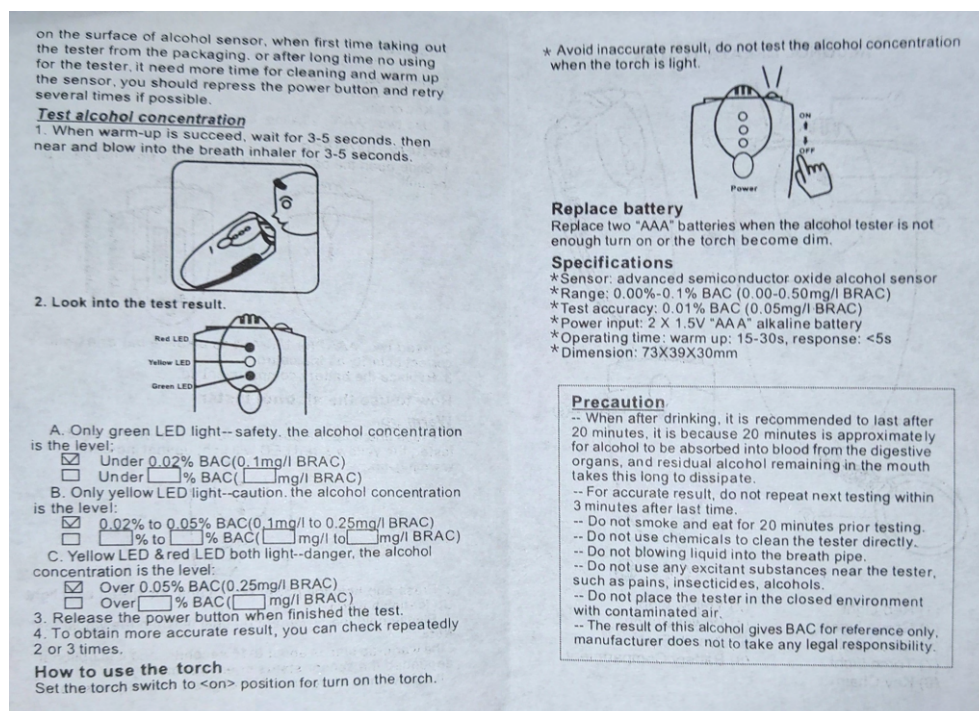 on the surface of alcohol sensor, when first time taking out
the tester from the packaging. or after long time no using
for the tester, it need more time for cleaning and warm up
the sensor, you should repress the power button and retry
several times if possible.
Test alcohol concentration
1. When warm-up is succeed, wait for 3-5 seconds, then
near and blow into the breath inhaler for 3-5 seconds.
2. Look into the test result.
Red LED
Yellow LED
Green LED
A. Only green LED light--safety. the alcohol concentration
is the level;
☑ Under 0.02% BAC(0.1mg/l BRAC)
☐ Under ☐% BAC(☐mg/l BRAC)
B. Only yellow LED light--caution. the alcohol concentration
is the level:
☑ 0.02% to 0.05% BAC(0.1mg/l to 0.25mg/l BRAC)
☐ ☐% to ☐% BAC(☐mg/l to☐mg/l BRAC)
C. Yellow LED &red LED both light--danger, the alcohol
concentration is the level:
☑ Over 0.05% BAC(0.25mg/l BRAC)
☐ Over☐% BAC(☐mg/l BRAC)
3. Release the power button when finished the test.
4. To obtain more accurate result, you can check repeatedly
2 or 3 times.
How to use the torch
Set the torch switch to <on> position for turn on the torch.
* Avoid inaccurate result, do not test the alcohol concentration
when the torch is light.
ON
OFF
Power
Replace battery
Replace two "AAA" batteries when the alcohol tester is not
enough turn on or the torch become dim.
Specifications
*Sensor: advanced semiconductor oxide alcohol sensor
*Range: 0.00%-0.1% BAC (0.00-0.50mg/l BRAC)
*Test accuracy: 0.01% BAC (0.05mg/l BRAC)
*Power input: 2 X 1.5V "AAA" alkaline battery
*Operating time: warm up: 15-30s, response: <5s
*Dimension: 73X39X30mm
Precaution
-- When after drinking, it is recommended to last after
20 minutes, it is because 20 minutes is approximately
for alcohol to be absorbed into blood from the digestive
organs, and residual alcohol remaining in the mouth
takes this long to dissipate.
-- For accurate result, do not repeat next testing within
3 minutes after last time.
-- Do not smoke and eat for 20 minutes prior testing.
-- Do not use chemicals to clean the tester directly.
-- Do not blowing liquid into the breath pipe.
-- Do not use any excitant substances near the tester,
such as pains, insecticides, alcohols.
-- Do not place the tester in the closed environment
with contaminated air.
-- The result of this alcohol gives BAC for reference only,
manufacturer does not to take any legal responsibility.